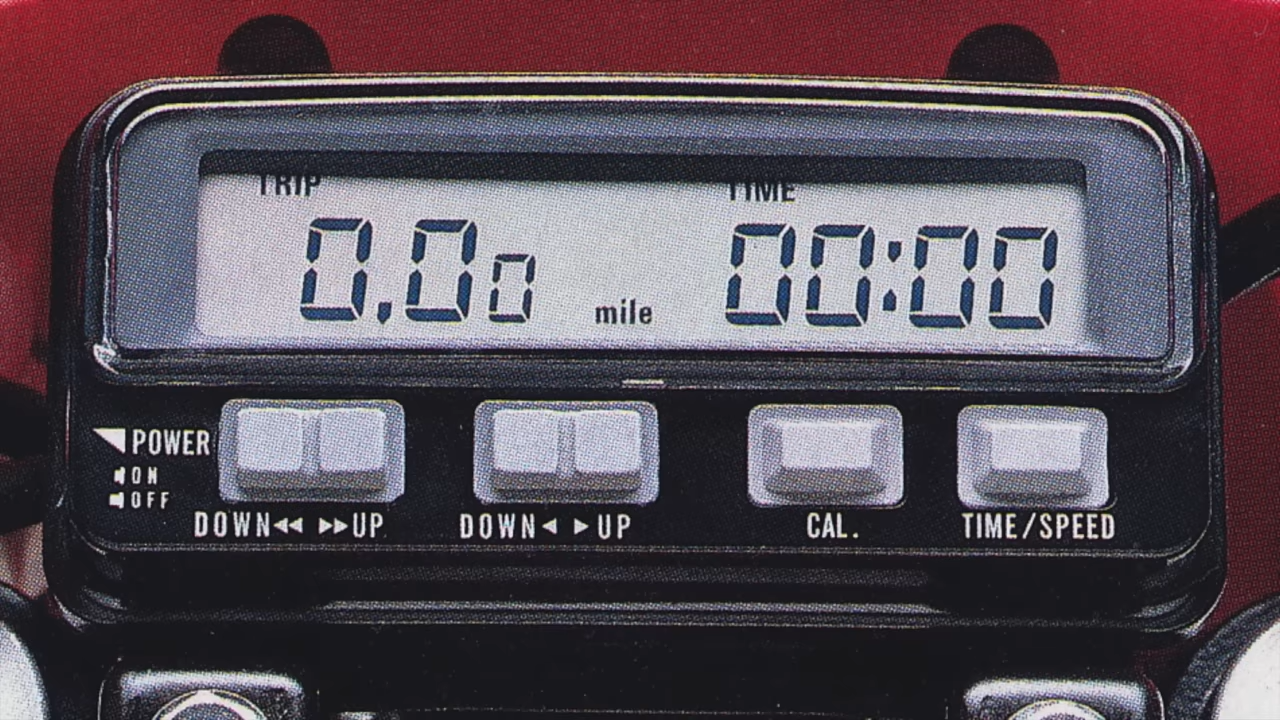 TRIP TIME
0.00 mile 00:00
POWER
ON
OFF
DOWN◀◀ ▶▶UP DOWN◀ ▶UP CAL. TIME/SPEED